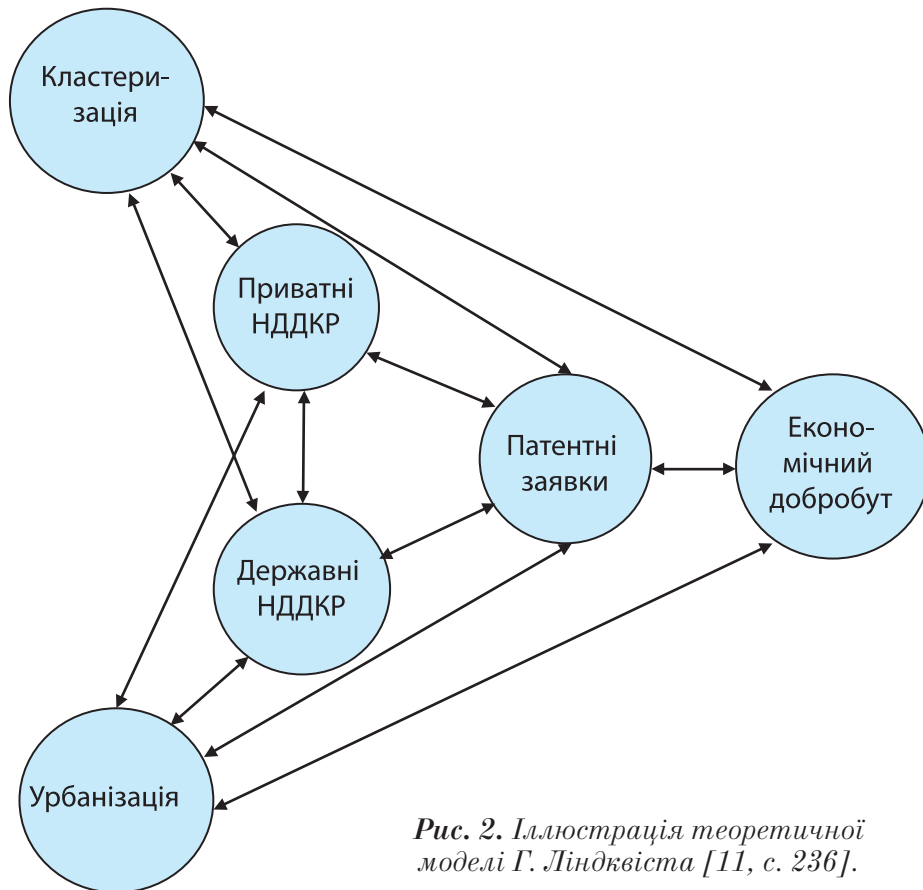 Кластери-
зація
Приватні
НДДКР
Патентні
заявки
Еконо-
мічний
добробут
Державні
НДДКР
Урбанізація
Рис. 2. Іллюстрація теоретичної
моделі Г. Ліндквіста [11, с. 236].